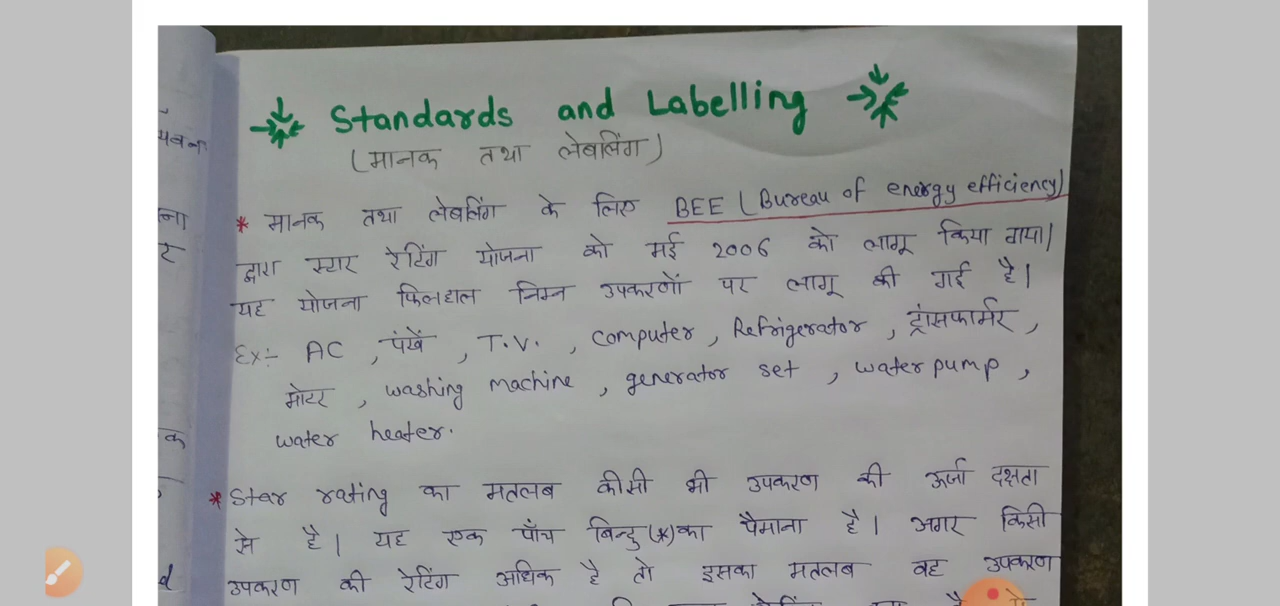 Standards and Labelling
(मानक तथा लेबलिंग)
* मानक तथा लेबलिंग के लिए BEE (Bureau of energy efficiency)
द्वारा स्टार रेटिंग योजना को मई 2006 को लागू किया गया।
यह योजना फिलहाल निम्न उपकरणों पर लागू की गई है।
Ex:- AC , पंखें , T.V. , Computer , Refrigerator , ट्रांसफार्मर ,
मोटर , washing machine , generator set , water pump ,
water heater.
* Star rating का मतलब कीसी भी उपकरण की ऊर्जा दक्षता
से है। यह एक पाँच बिन्दु (*) का पैमाना है। अगर किसी
उपकरण की रेटिंग अधिक है तो इसका मतलब वह उपकरण